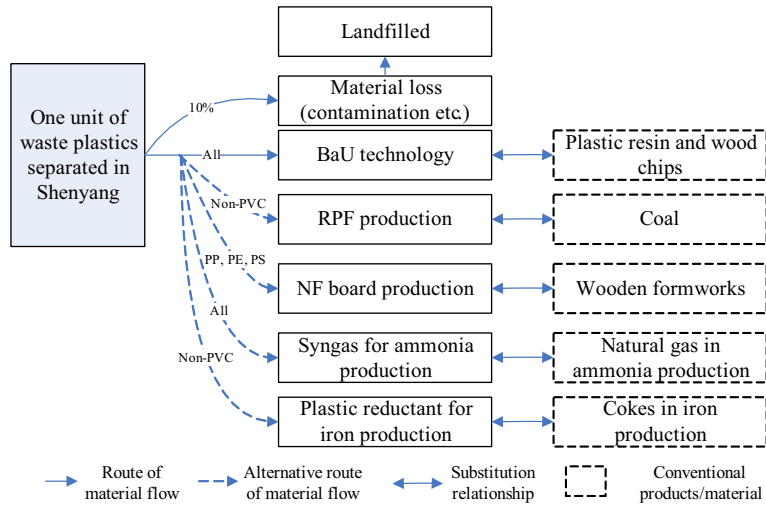 Landfilled
One unit of
waste plastics
separated in
Shenyang
10%
Material loss
(contamination etc.)
All
BaU technology
Plastic resin and wood
chips
Non-PVC
RPF production
Coal
PP, PE, PS
NF board production
Wooden formworks
All
Syngas for ammonia
production
Natural gas in
ammonia production
Non-PVC
Plastic reductant for
iron production
Cokes in iron
production
Route of
material flow
Alternative route
of material flow
Substitution
relationship
Conventional
products/material